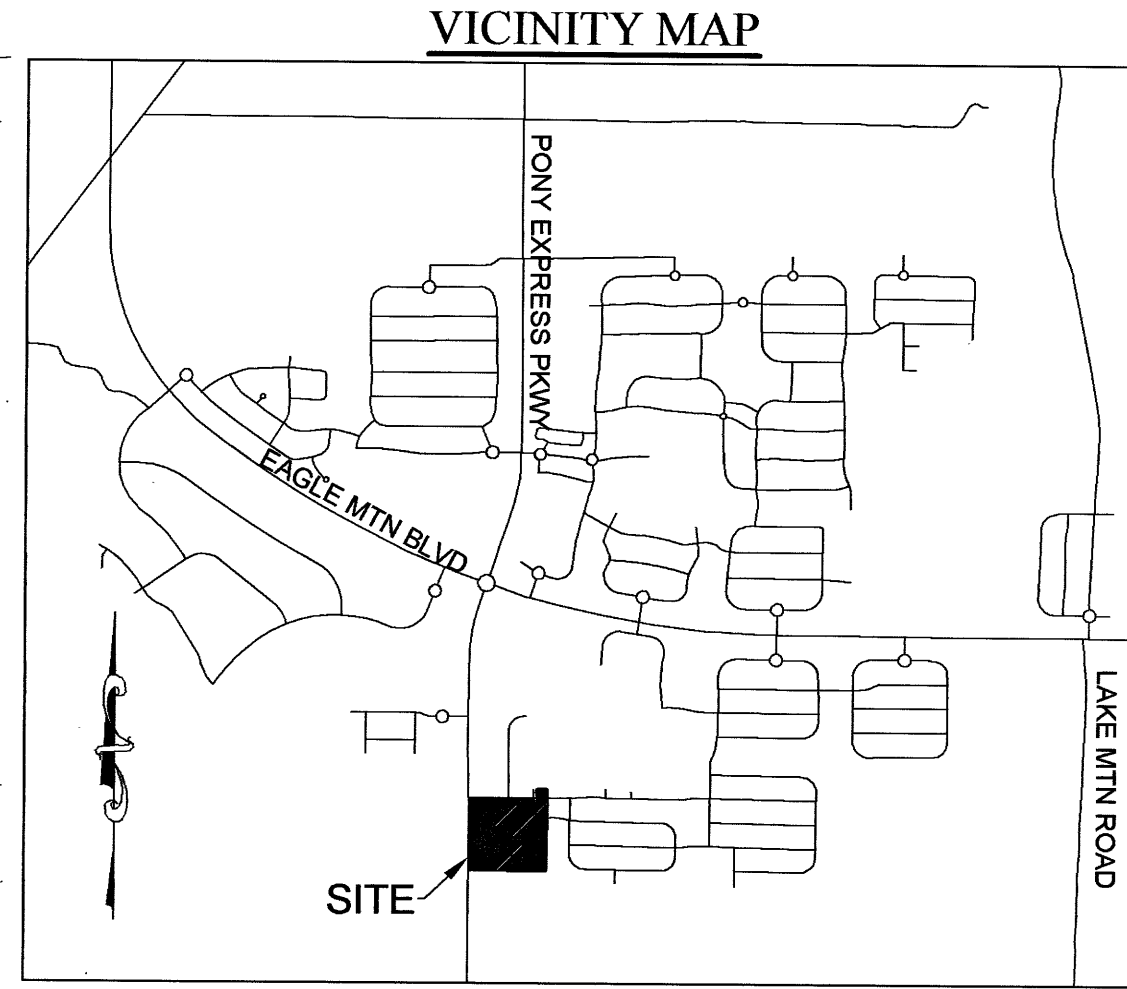 VICINITY MAP
PONY EXPRESS PKWY
EAGLE MTN BLVD
LAKE MTN ROAD
SITE